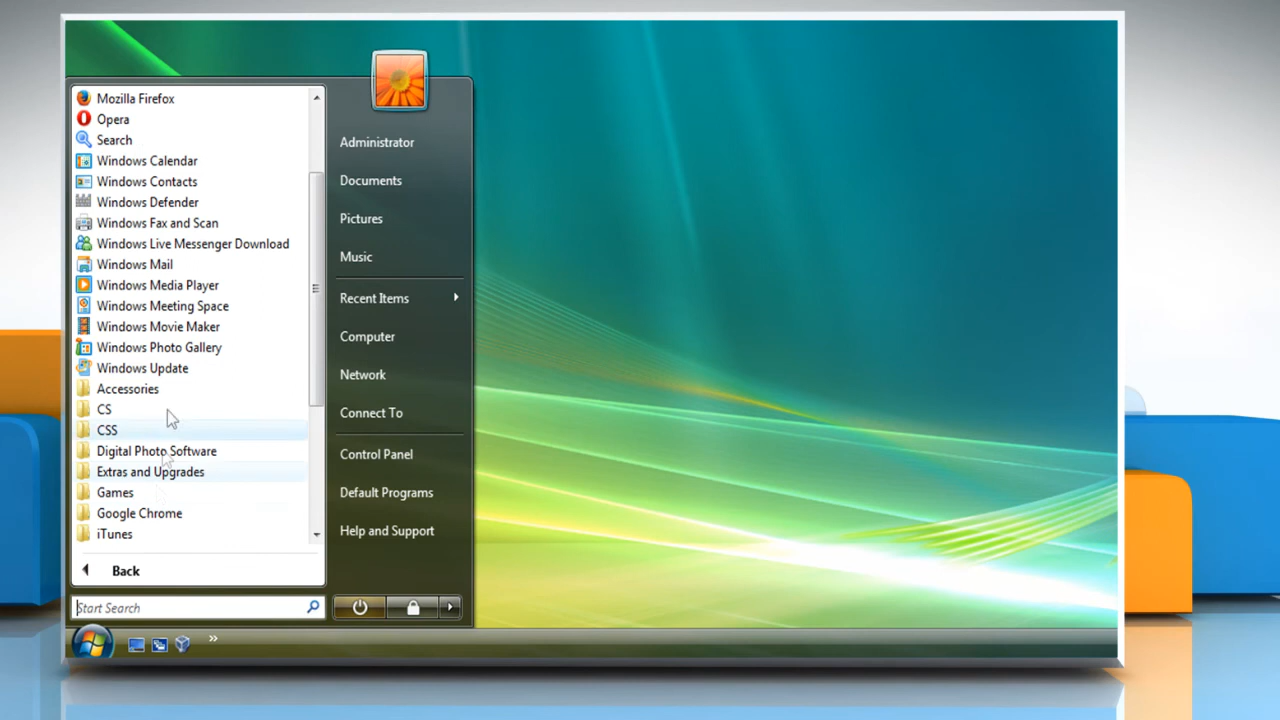 Mozilla Firefox
Opera
Search
Windows Calendar
Windows Contacts
Windows Defender
Windows Fax and Scan
Windows Live Messenger Download
Windows Mail
Windows Media Player
Windows Meeting Space
Windows Movie Maker
Windows Photo Gallery
Windows Update
Accessories
CS
CSS
Digital Photo Software
Extras and Upgrades
Games
Google Chrome
iTunes
Back
Start Search
Administrator
Documents
Pictures
Music
Recent Items
Computer
Network
Connect To
Control Panel
Default Programs
Help and Support